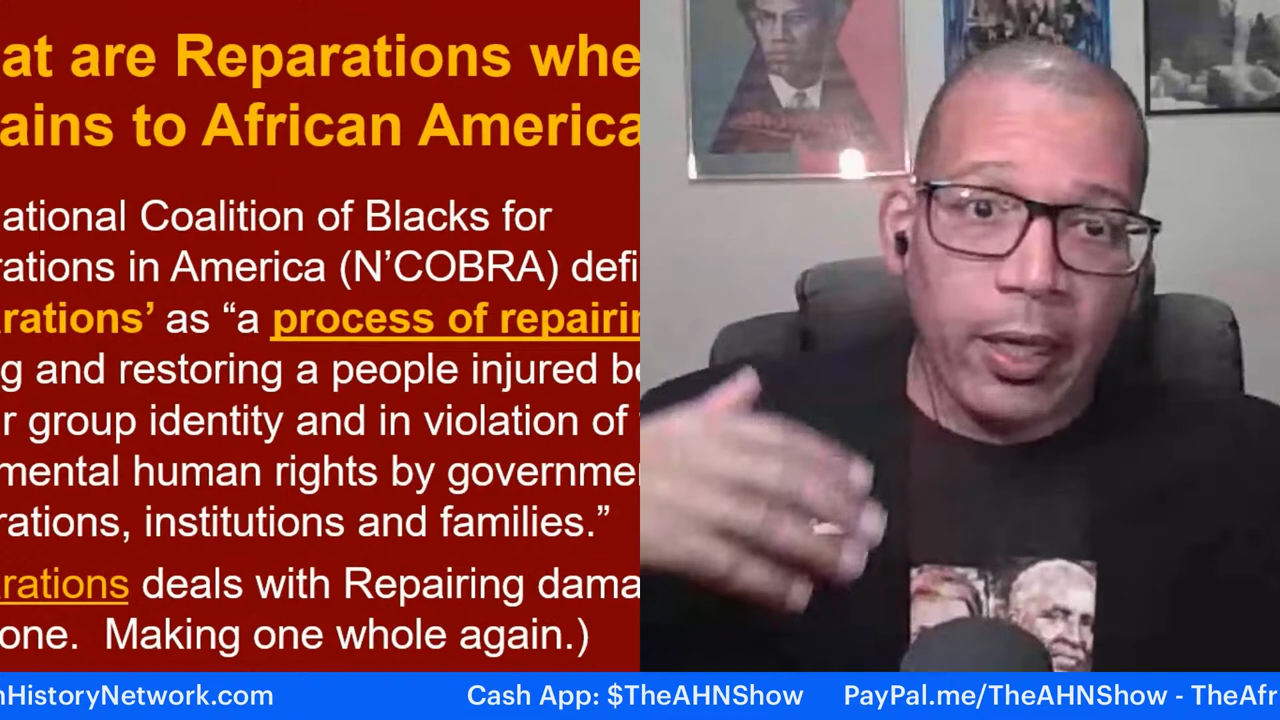 at are Reparations whe
ains to African America
ational Coalition of Blacks for
rations in America (N’COBRA) defi
rations’ as “a process of repairin
g and restoring a people injured be
r group identity and in violation of
mental human rights by governmen
rations, institutions and families.”
rations deals with Repairing dama
one.  Making one whole again.)
nHistoryNetwork.com Cash App: $TheAHNShow PayPal.me/TheAHNShow - TheAfr